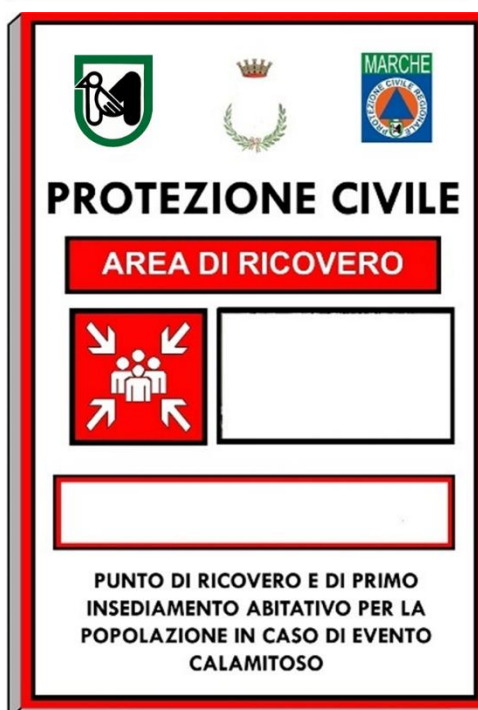 MARCHE
PROTEZIONE CIVILE REGIONALE
PROTEZIONE CIVILE
AREA DI RICOVERO
PUNTO DI RICOVERO E DI PRIMO
INSEDIAMENTO ABITATIVO PER LA
POPOLAZIONE IN CASO DI EVENTO
CALAMITOSO